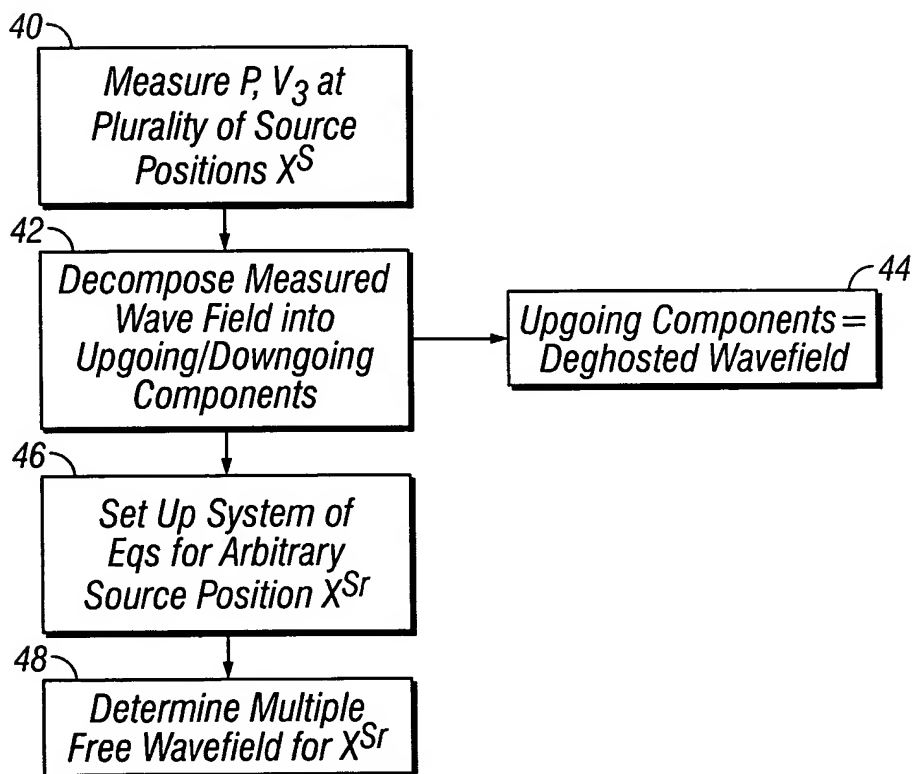 40
Measure P, V₃ at
Plurality of Source
Positions Xˢ
42
Decompose Measured
Wave Field into
Upgoing/Downgoing
Components
44
Upgoing Components =
Deghosted Wavefield
46
Set Up System of
Eqs for Arbitrary
Source Position Xˢʳ
48
Determine Multiple
Free Wavefield for Xˢʳ